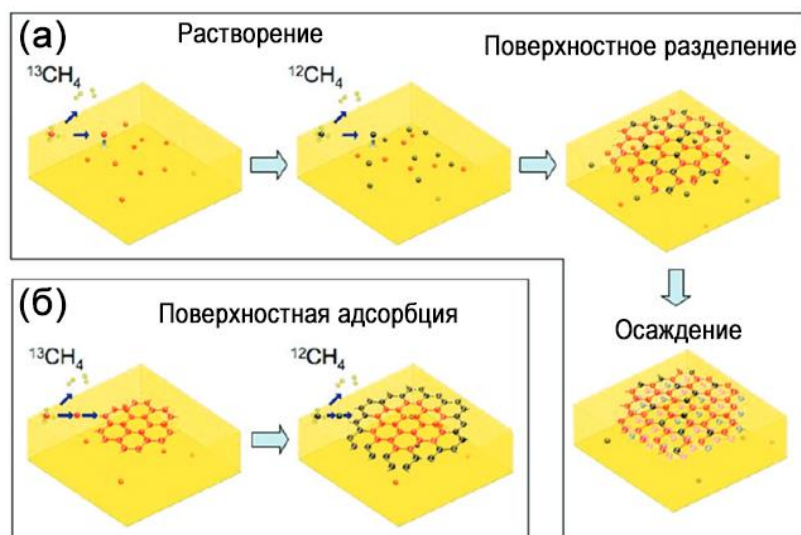 (а)
Растворение
Поверхностное разделение
¹³CH₄
¹²CH₄
(б)
Поверхностная адсорбция
Осаждение
¹³CH₄
¹²CH₄